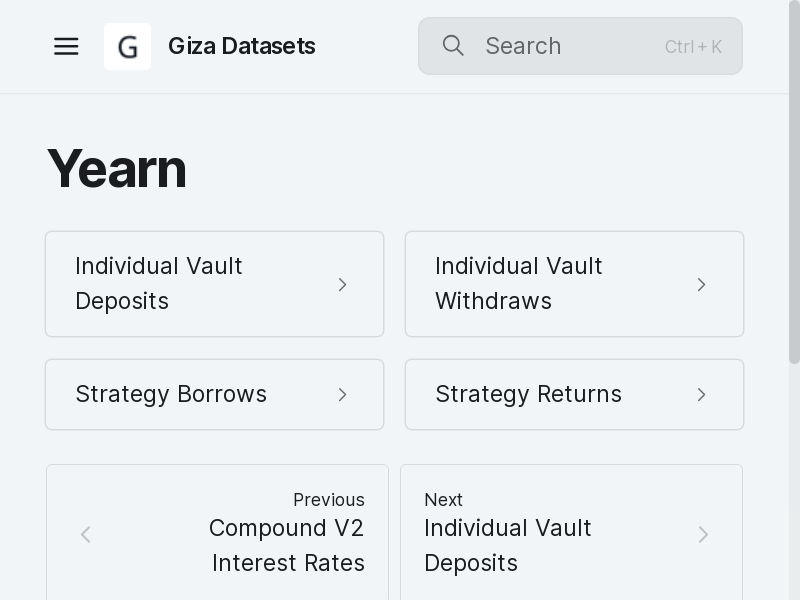 G
Giza Datasets
Search
Ctrl + K
Yearn
Individual Vault
Deposits
Individual Vault
Withdraws
Strategy Borrows
Strategy Returns
Previous
Compound V2
Interest Rates
Next
Individual Vault
Deposits